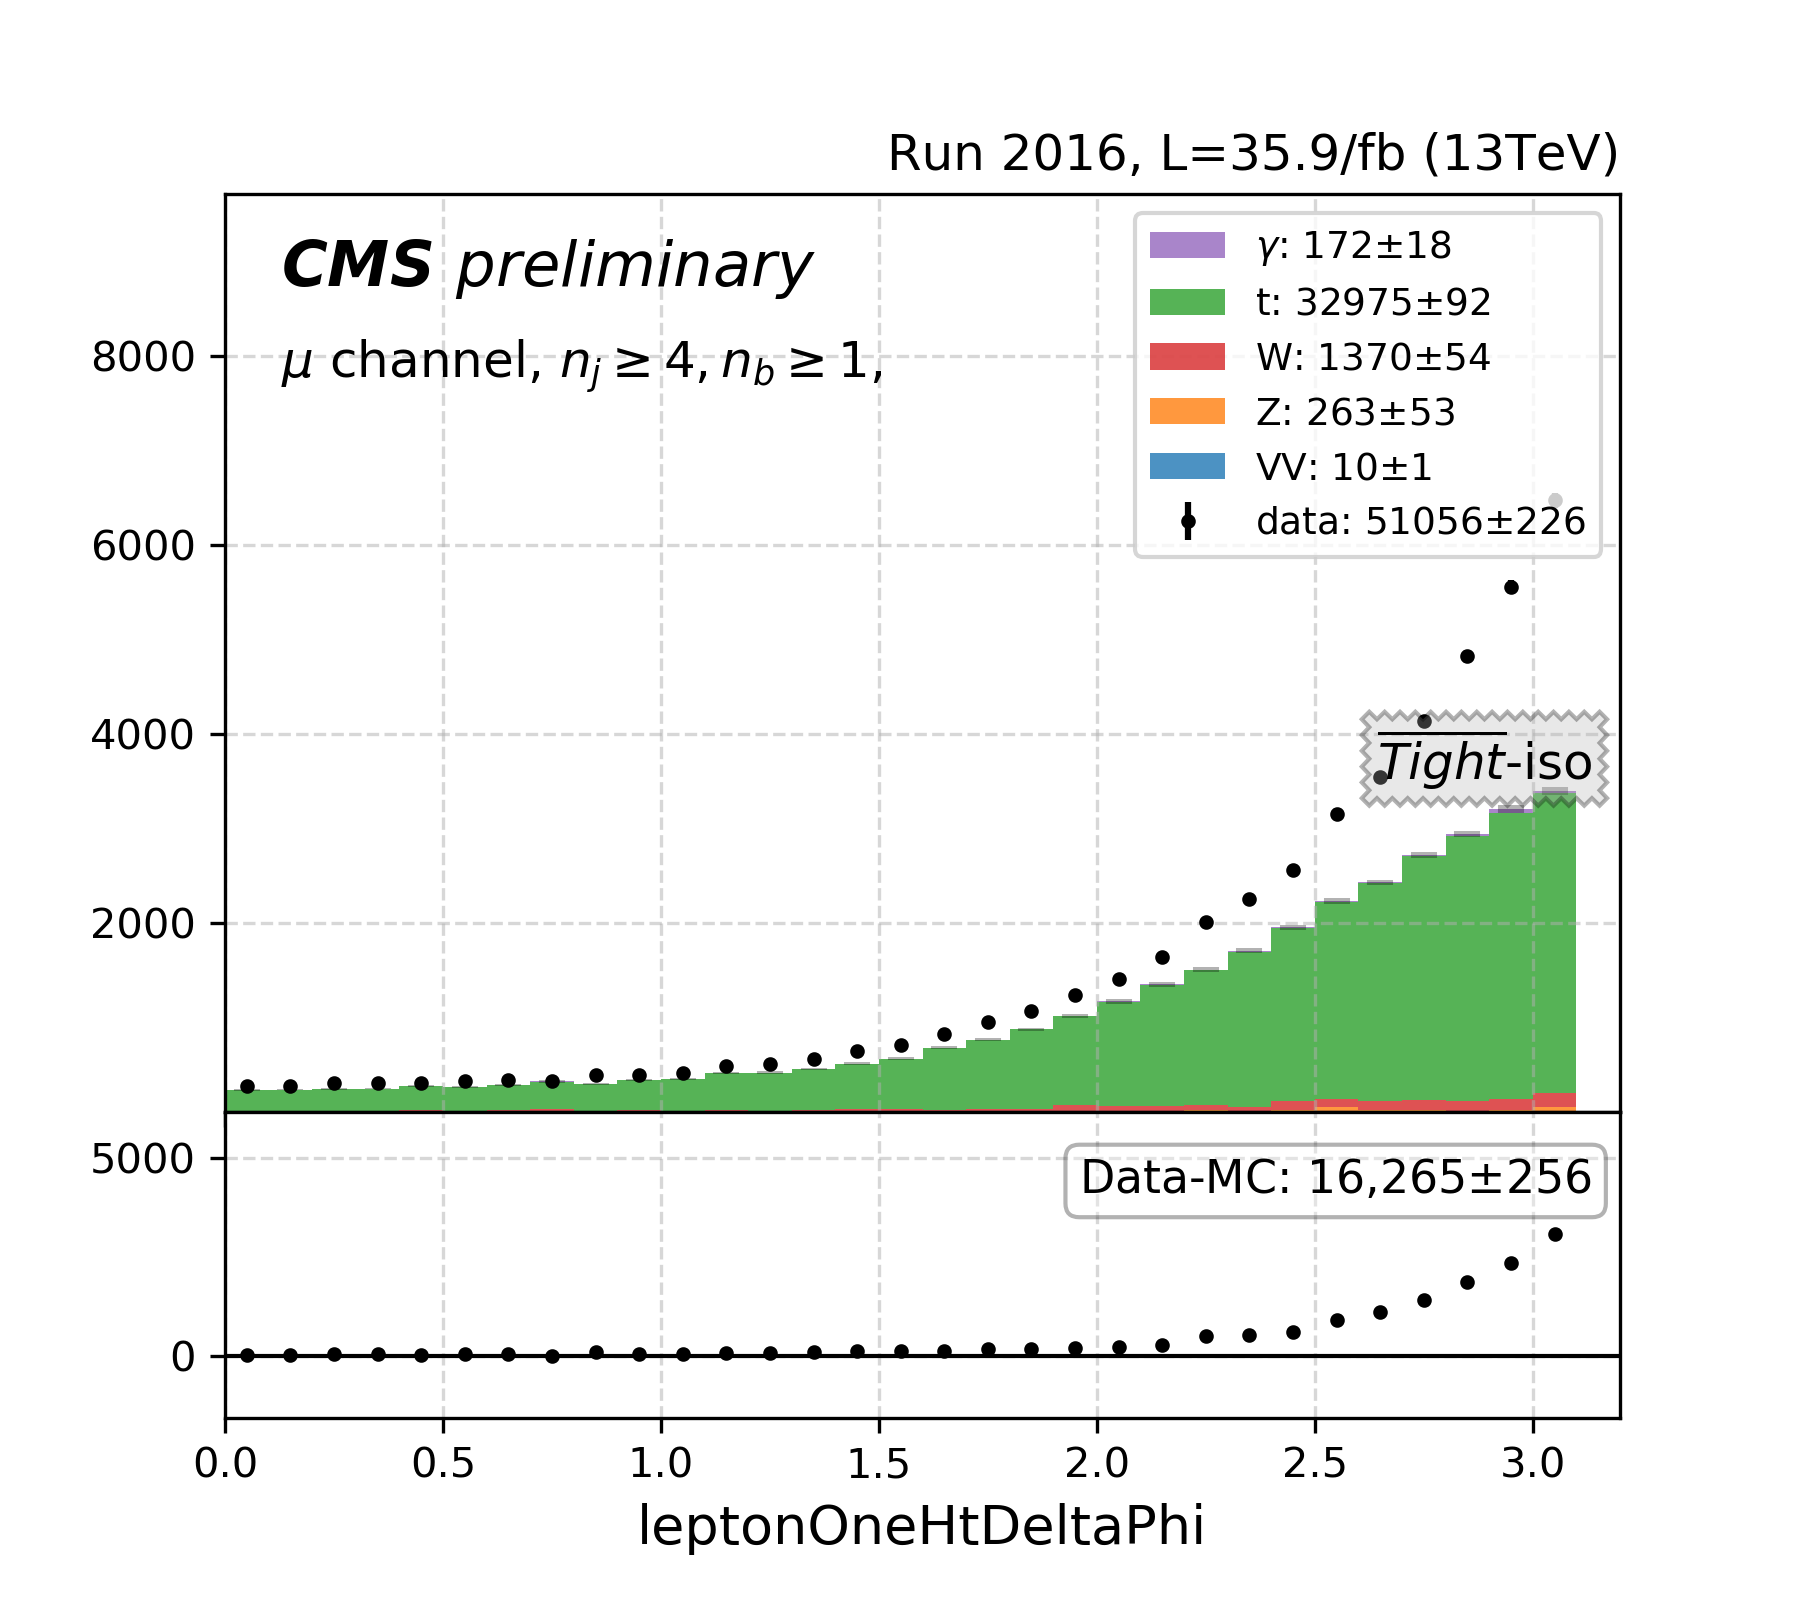 Run 2016, L=35.9/fb (13TeV)
CMS preliminary
μ channel, n_j ≥ 4, n_b ≥ 1,
γ: 172±18
t: 32975±92
W: 1370±54
Z: 263±53
VV: 10±1
data: 51056±226
8000
6000
4000
2000
Tight-iso
Data-MC: 16,265±256
5000
0
0.0 0.5 1.0 1.5 2.0 2.5 3.0
leptonOneHtDeltaPhi